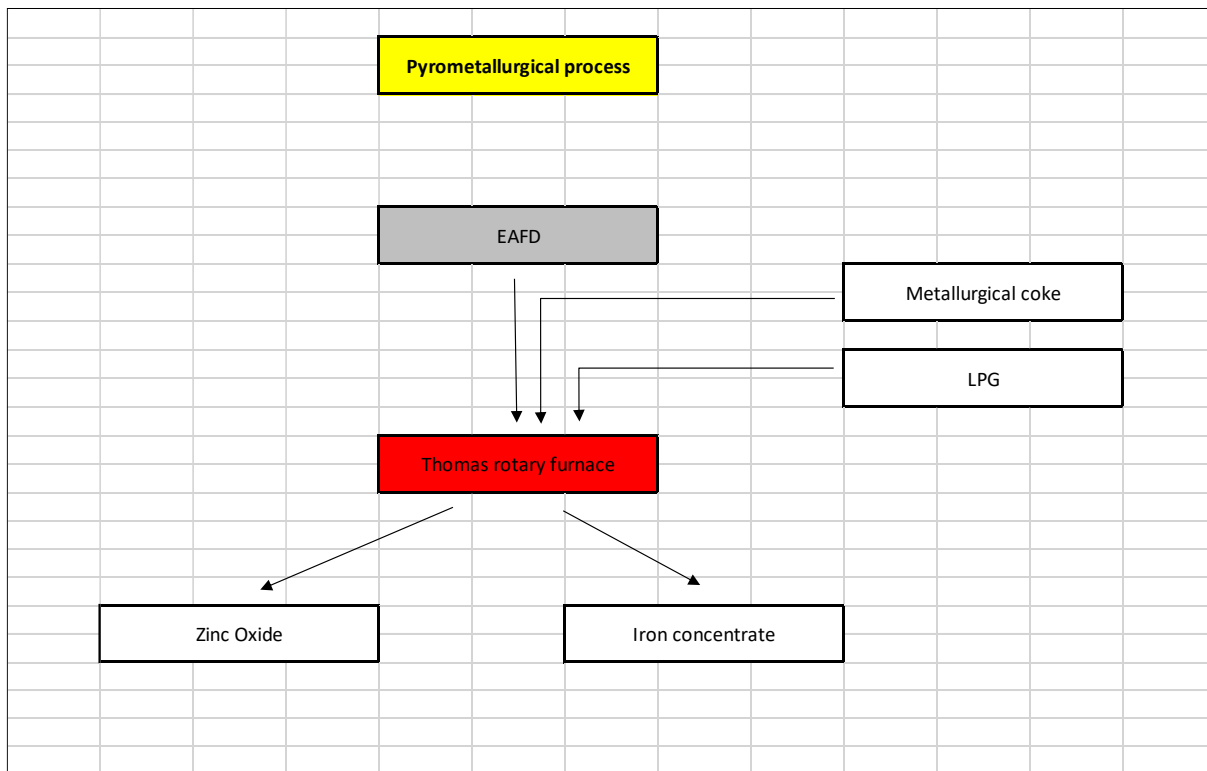 Pyrometallurgical process
EAFD
Metallurgical coke
LPG
Thomas rotary furnace
Zinc Oxide
Iron concentrate